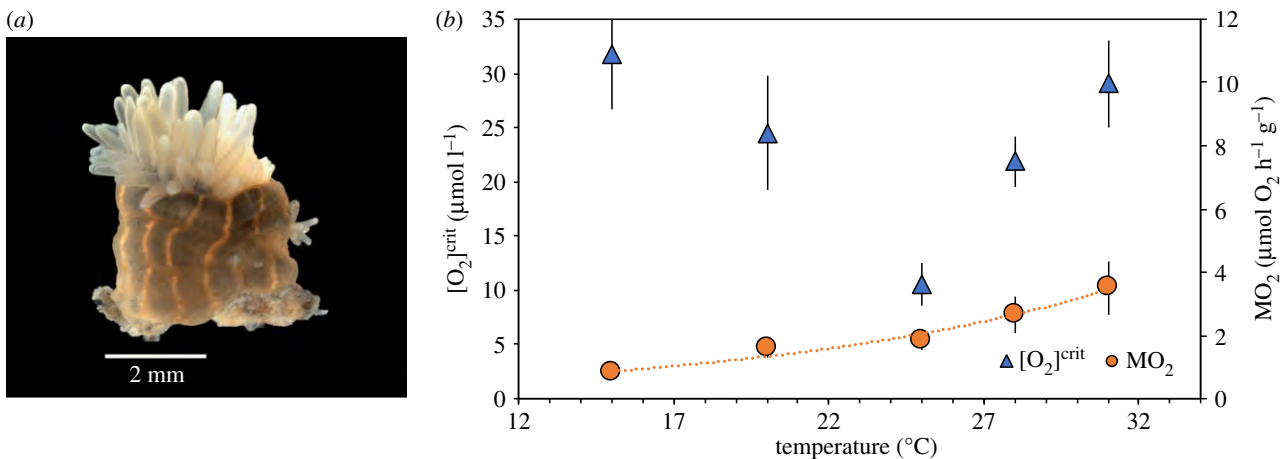 (a)
2 mm
(b)
[O₂]ᶜʳⁱᵗ (µmol l⁻¹)
35
30
25
20
15
10
5
0
12
17
22
27
32
temperature (°C)
[O₂]ᶜʳⁱᵗ
MO₂
12
10
8
6
4
2
0
MO₂ (µmol O₂ h⁻¹ g⁻¹)